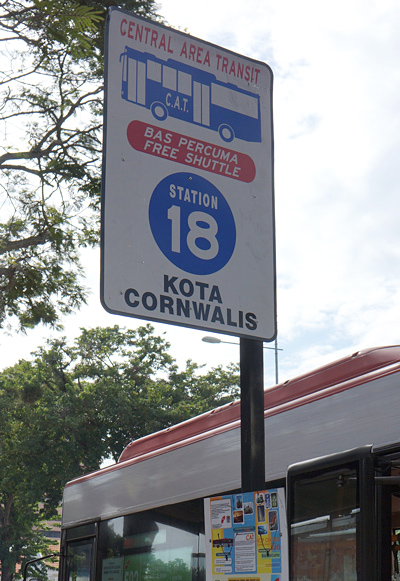 CENTRAL AREA TRANSIT
C.A.T.
BAS PERCUMA
FREE SHUTTLE
STATION
18
KOTA
CORNWALIS